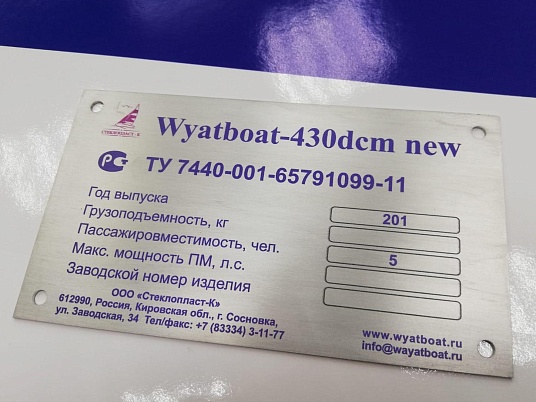 СТЕКЛОПЛАСТ-К
Wyatboat-430dcm new
РС ТУ 7440-001-65791099-11
Год выпуска 201
Грузоподъемность, кг
Пассажировместимость, чел. 5
Макс. мощность ПМ, л.с.
Заводской номер изделия
ООО «Стеклопласт-К»
612990, Россия, Кировская обл., г. Сосновка,
ул. Заводская, 34 Тел/факс: +7 (83334) 3-11-77
www.wyatboat.ru
info@wayatboat.ru